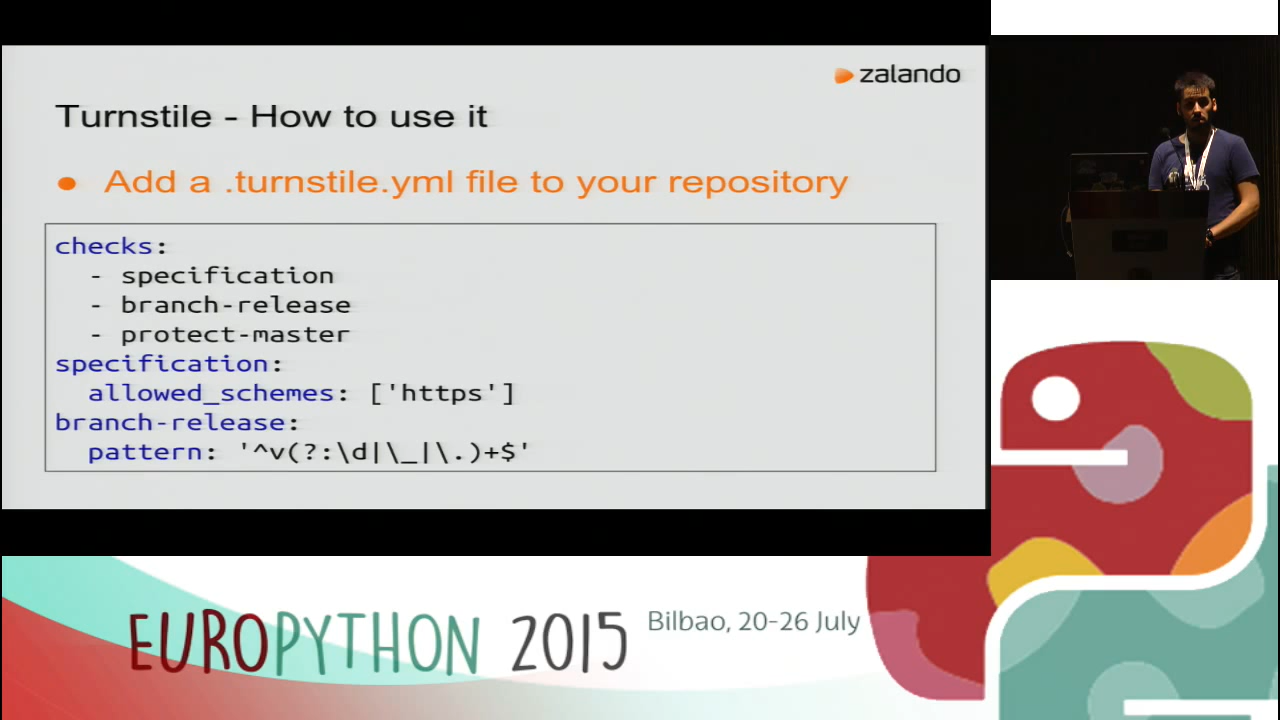 zalando
Turnstile - How to use it
● Add a .turnstile.yml file to your repository
checks:
- specification
- branch-release
- protect-master
specification:
allowed_schemes: ['https']
branch-release:
pattern: '^v(?:\d|\_|\.)+$'
EUROPYTHON 2015
Bilbao, 20-26 July